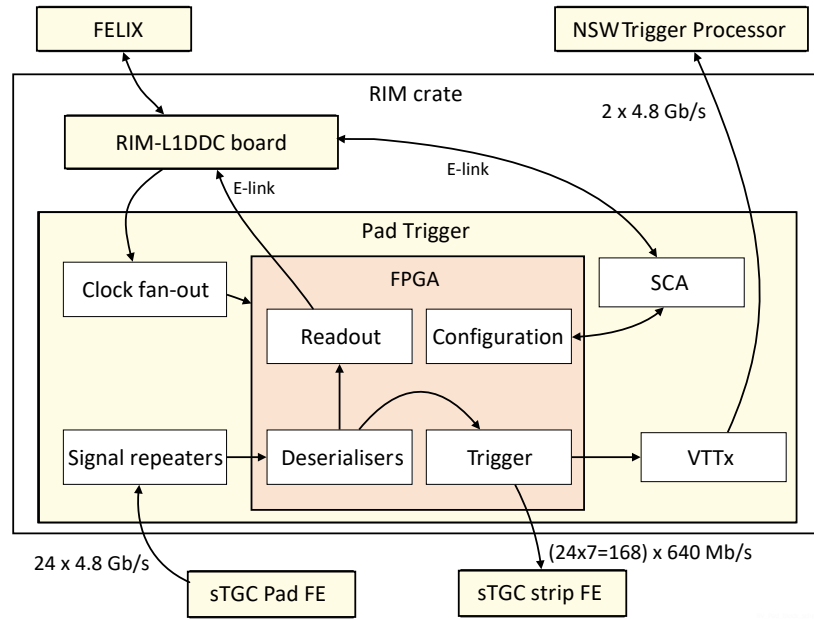 FELIX
NSW Trigger Processor
RIM crate
2 x 4.8 Gb/s
RIM-L1DDC board
E-link
E-link
Pad Trigger
FPGA
Clock fan-out
SCA
Readout
Configuration
Signal repeaters
Deserialisers
Trigger
VTTx
24 x 4.8 Gb/s
(24x7=168) x 640 Mb/s
sTGC Pad FE
sTGC strip FE